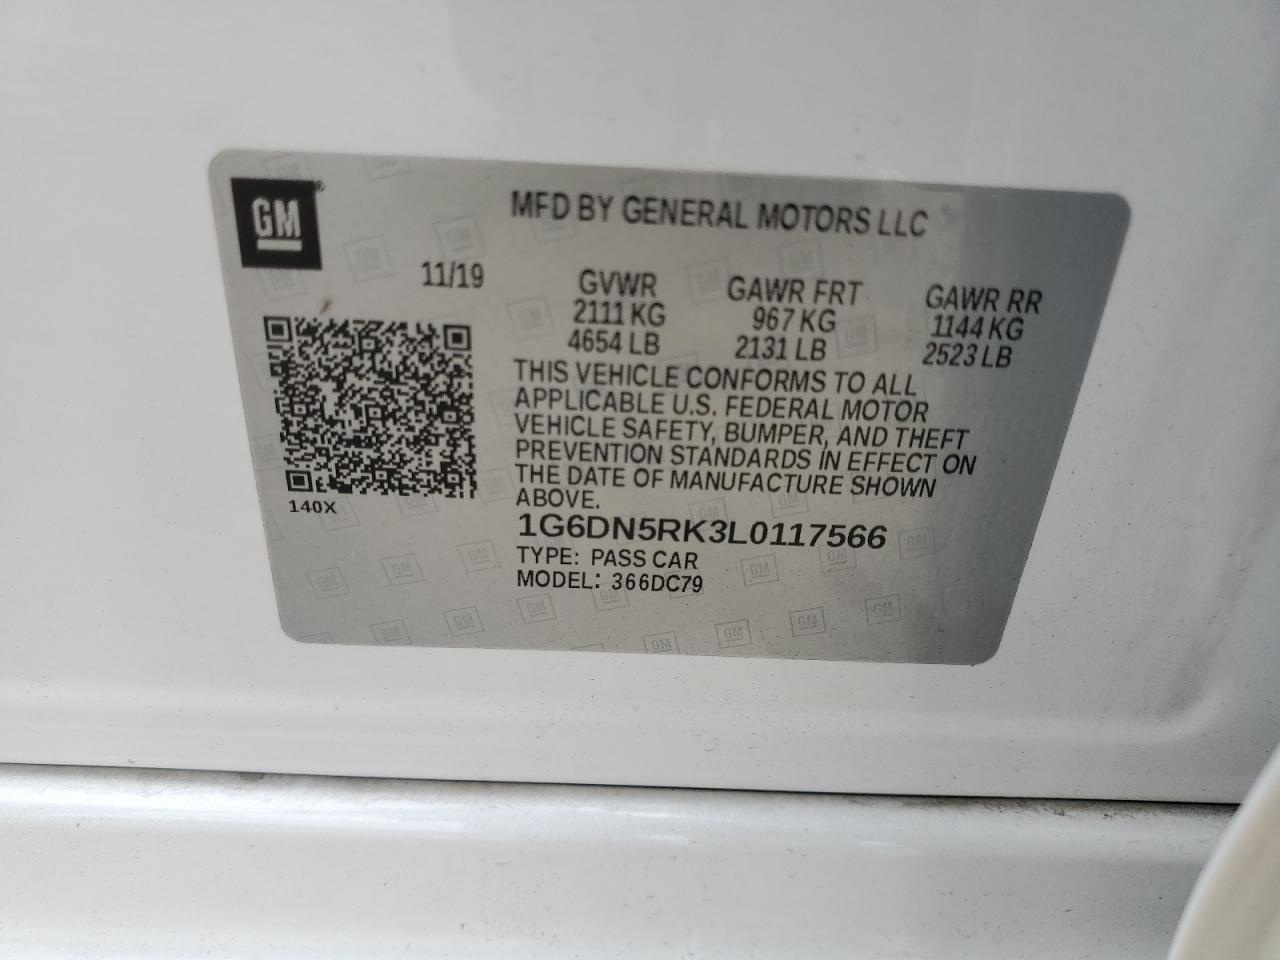 GM®
MFD BY GENERAL MOTORS LLC
11/19
GVWR
2111 KG
4654 LB
GAWR FRT
967 KG
2131 LB
GAWR RR
1144 KG
2523 LB
THIS VEHICLE CONFORMS TO ALL
APPLICABLE U.S. FEDERAL MOTOR
VEHICLE SAFETY, BUMPER, AND THEFT
PREVENTION STANDARDS IN EFFECT ON
THE DATE OF MANUFACTURE SHOWN
ABOVE.
140X
1G6DN5RK3L0117566
TYPE: PASS CAR
MODEL: 366DC79